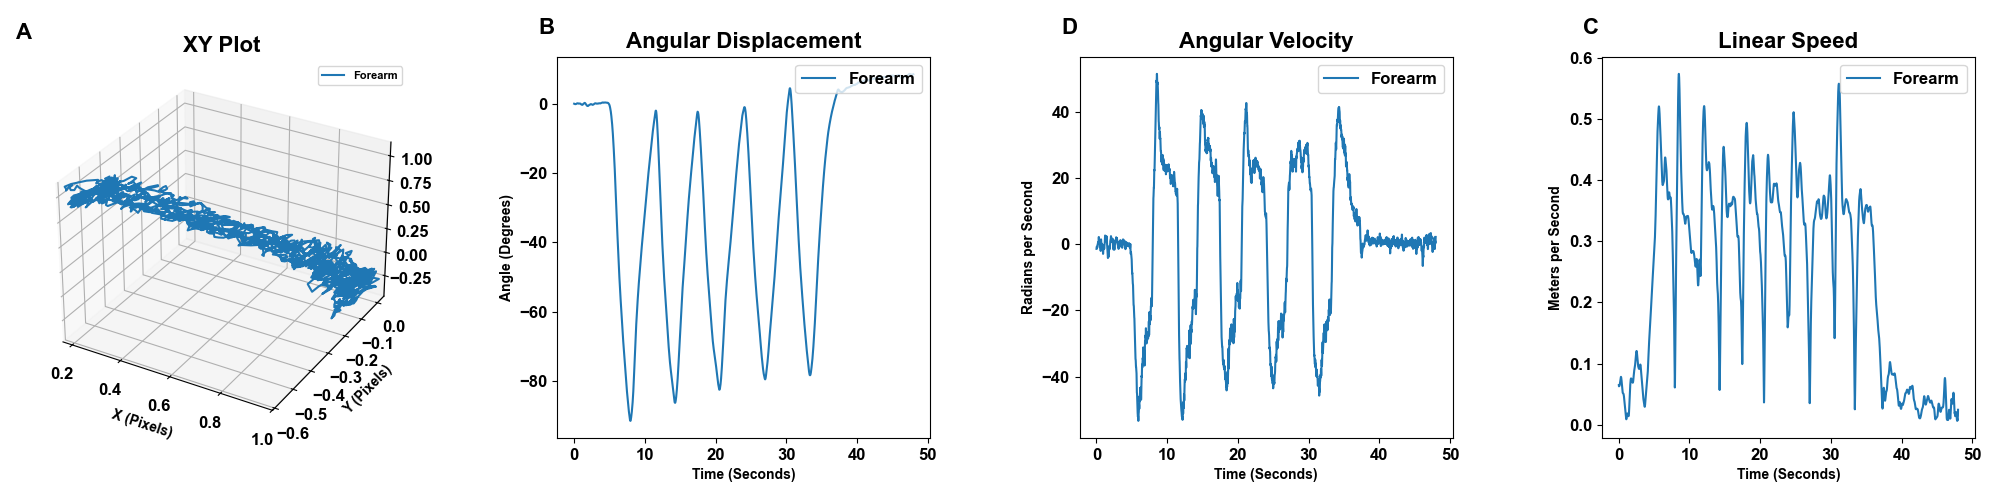 A
XY Plot
Forearm
1.00
0.75
0.50
0.25
0.00
−0.25
0.0
−0.1
−0.2
−0.3
−0.4
−0.5
−0.6
Y (Pixels)
0.2
0.4
0.6
0.8
1.0
X (Pixels)
B
Angular Displacement
Forearm
0
−20
−40
−60
−80
Angle (Degrees)
0 10 20 30 40 50
Time (Seconds)
D
Angular Velocity
Forearm
40
20
0
−20
−40
Radians per Second
0 10 20 30 40 50
Time (Seconds)
C
Linear Speed
Forearm
0.6
0.5
0.4
0.3
0.2
0.1
0.0
Meters per Second
0 10 20 30 40 50
Time (Seconds)